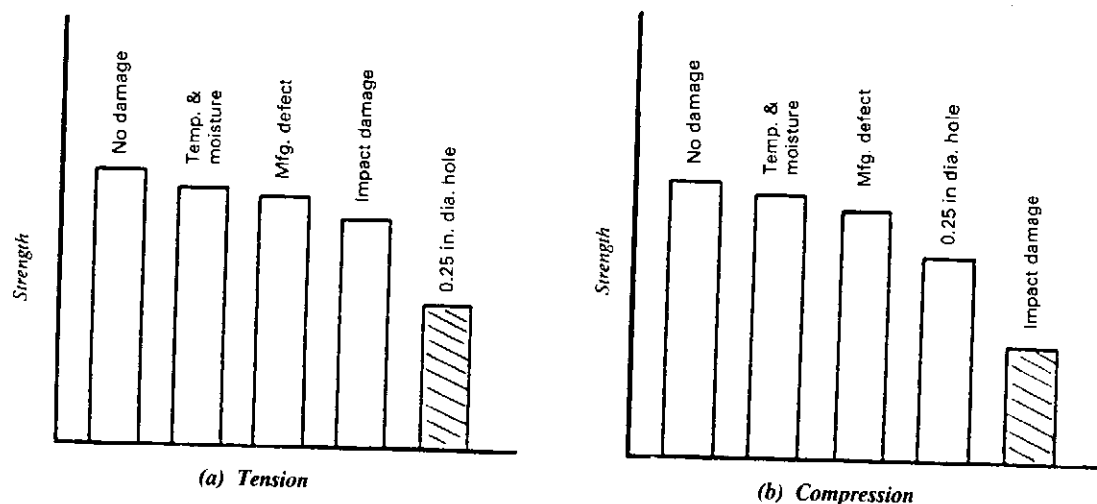 Strength
No damage
Temp. &
moisture
Mfg. defect
Impact damage
0.25 in. dia. hole
(a) Tension
Strength
No damage
Temp. &
moisture
Mfg. defect
0.25 in dia. hole
Impact damage
(b) Compression